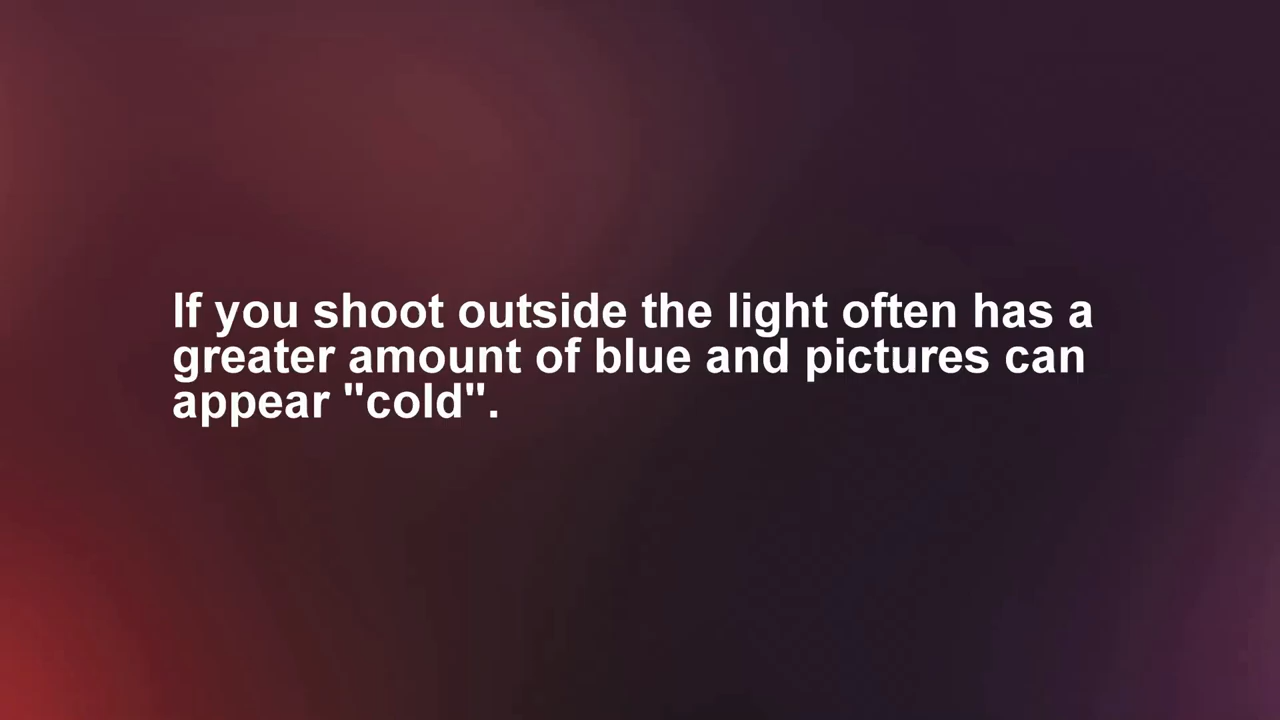 If you shoot outside the light often has a
greater amount of blue and pictures can
appear "cold".